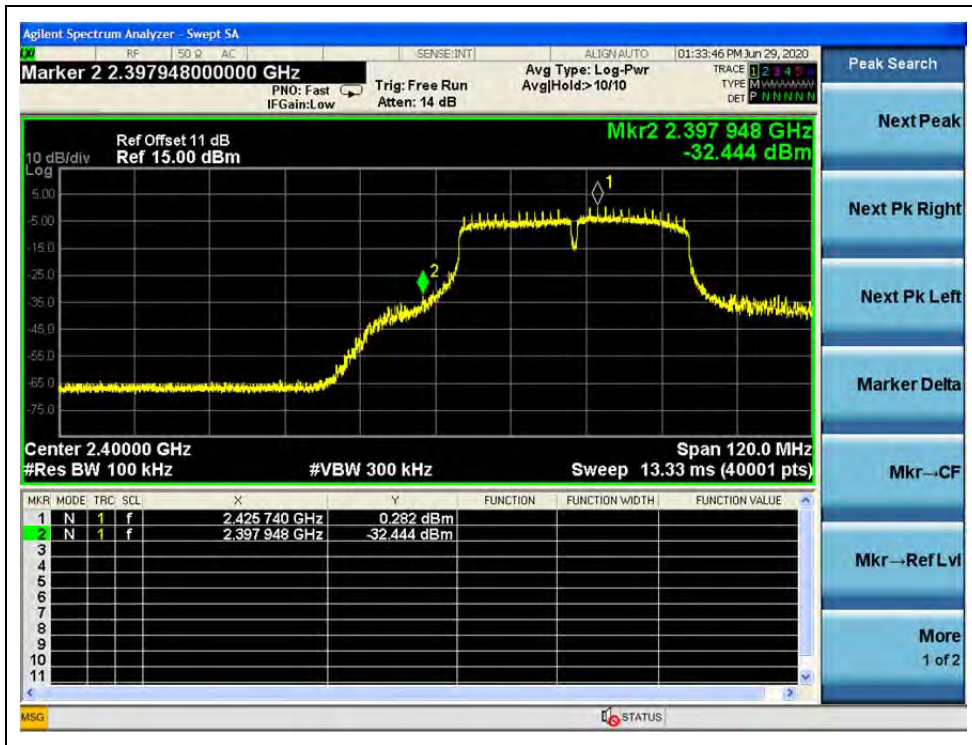 Agilent Spectrum Analyzer - Swept SA
LXI RF 50 Ω AC SENSE:INT ALIGN AUTO 01:33:46 PM Jun 29, 2020
Marker 2 2.397948000000 GHz
PNO: Fast
IFGain:Low
Trig: Free Run
Atten: 14 dB
Avg Type: Log-Pwr
Avg|Hold:>10/10
TRACE 1 2 3 4 5 6
TYPE M WWWWW
DET P N N N N N
Peak Search
Mkr2 2.397 948 GHz
-32.444 dBm
Ref Offset 11 dB
10 dB/div Ref 15.00 dBm
Log
5.00
-5.00
-15.0
-25.0
-35.0
-45.0
-55.0
-65.0
-75.0
1
2
Center 2.40000 GHz Span 120.0 MHz
#Res BW 100 kHz #VBW 300 kHz Sweep 13.33 ms (40001 pts)
MKR MODE TRC SCL X Y FUNCTION FUNCTION WIDTH FUNCTION VALUE
1 N 1 f 2.425 740 GHz 0.282 dBm
2 N 1 f 2.397 948 GHz -32.444 dBm
3
4
5
6
7
8
9
10
11
Next Peak
Next Pk Right
Next Pk Left
Marker Delta
Mkr→CF
Mkr→Ref Lvl
More
1 of 2
MSG STATUS